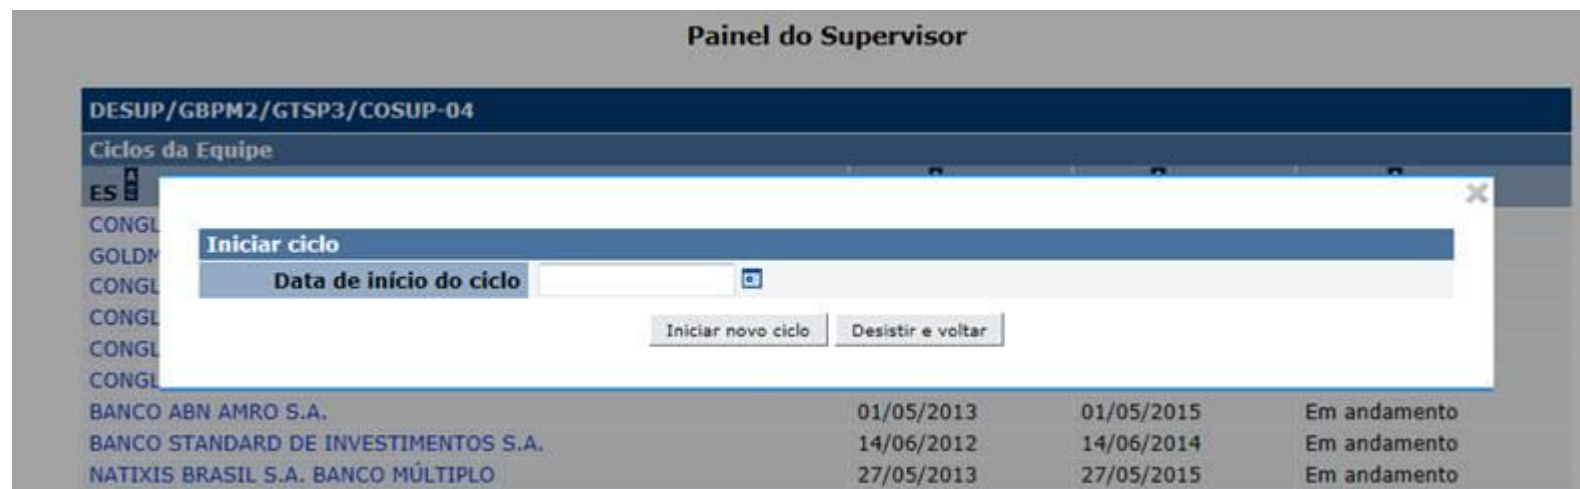 Painel do Supervisor
DESUP/GBPM2/GTSP3/COSUP-04
Ciclos da Equipe
ES
CONGL
GOLDM
CONGL
CONGL
CONGL
CONGL
Iniciar ciclo
Data de início do ciclo
Iniciar novo ciclo Desistir e voltar
BANCO ABN AMRO S.A. 01/05/2013 01/05/2015 Em andamento
BANCO STANDARD DE INVESTIMENTOS S.A. 14/06/2012 14/06/2014 Em andamento
NATIXIS BRASIL S.A. BANCO MÚLTIPLO 27/05/2013 27/05/2015 Em andamento